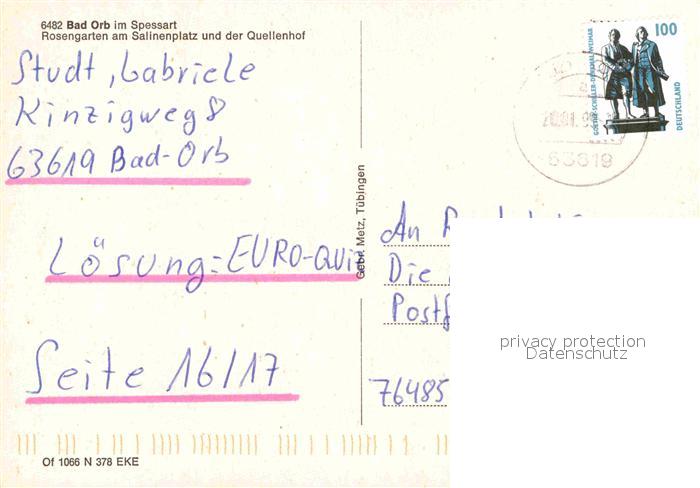 6482 Bad Orb im Spessart
Rosengarten am Salinenplatz und der Quellenhof
Studt, Gabriele
Kinzigweg 8
63619 Bad-Orb
Lösung: EURO-Quiz
Seite 16/17
Of 1066 N 378 EKE
Gebr. Metz, Tübingen
100
GOETHE-SCHILLER-DENKMAL WEIMAR
DEUTSCHLAND
63619
An
Die
76485
privacy protection
Datenschutz